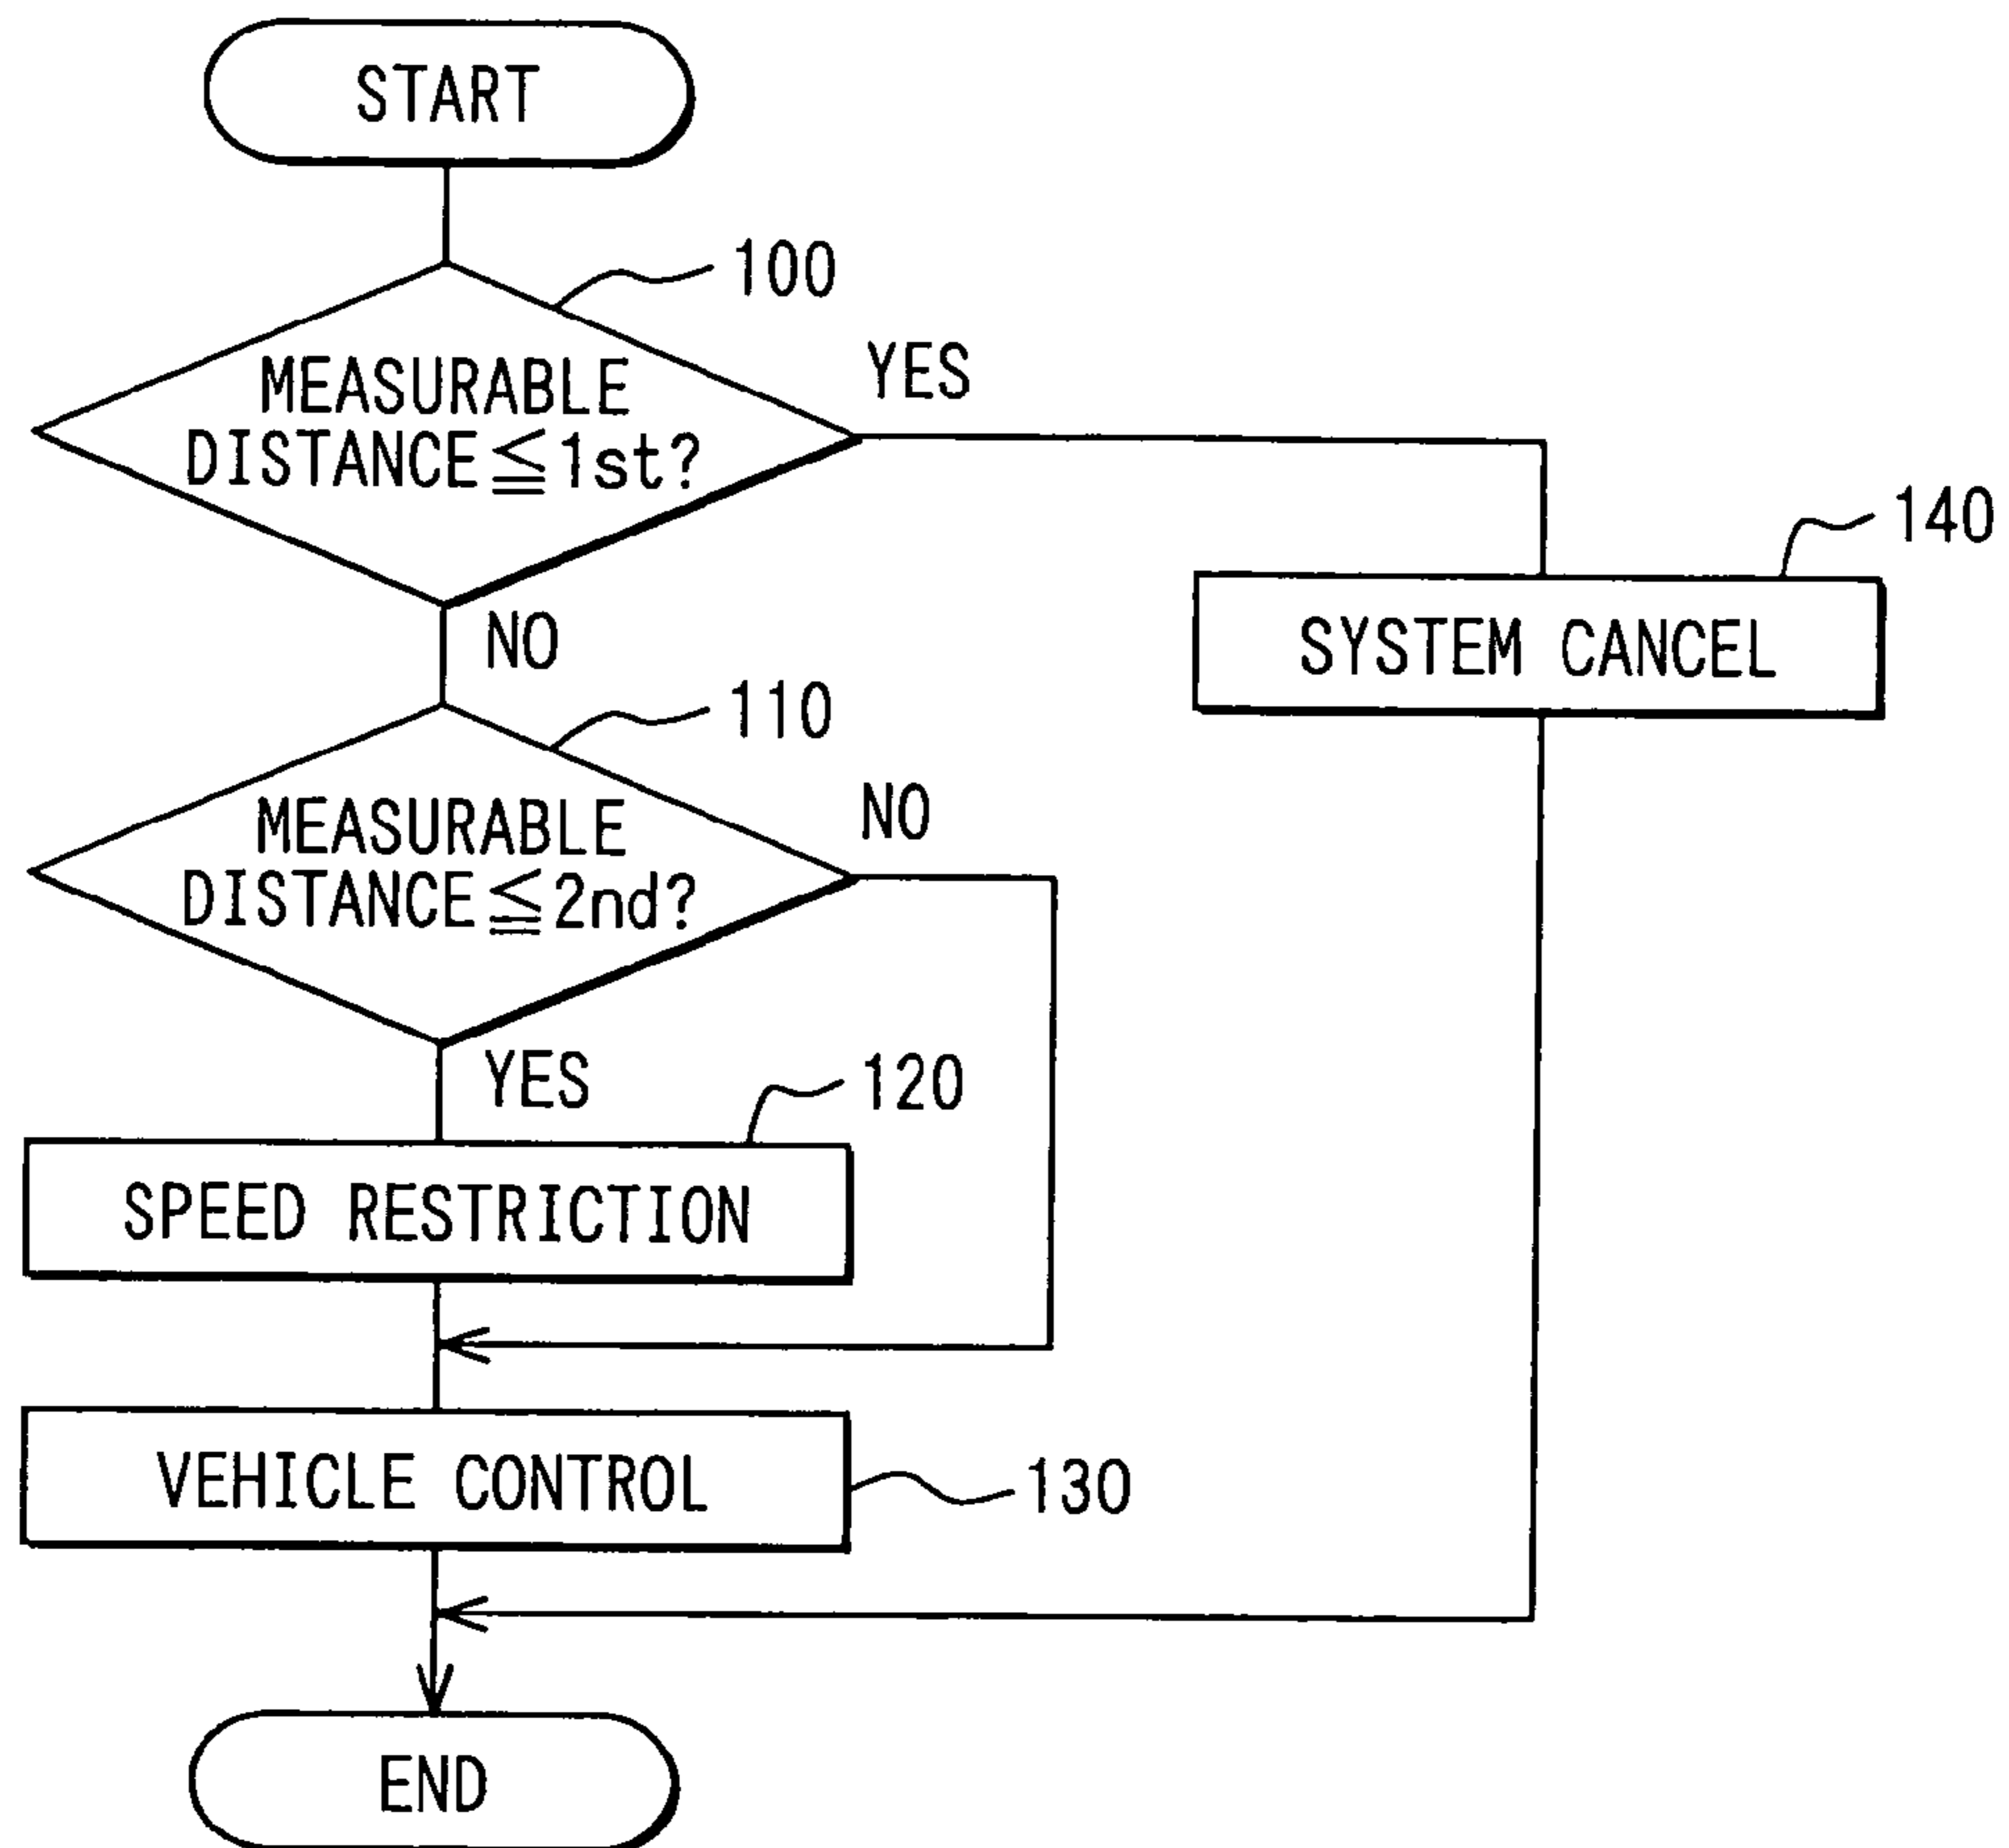 START
100
MEASURABLE
DISTANCE≦1st?
YES
NO
140
SYSTEM CANCEL
110
MEASURABLE
DISTANCE≦2nd?
NO
YES
120
SPEED RESTRICTION
VEHICLE CONTROL
130
END